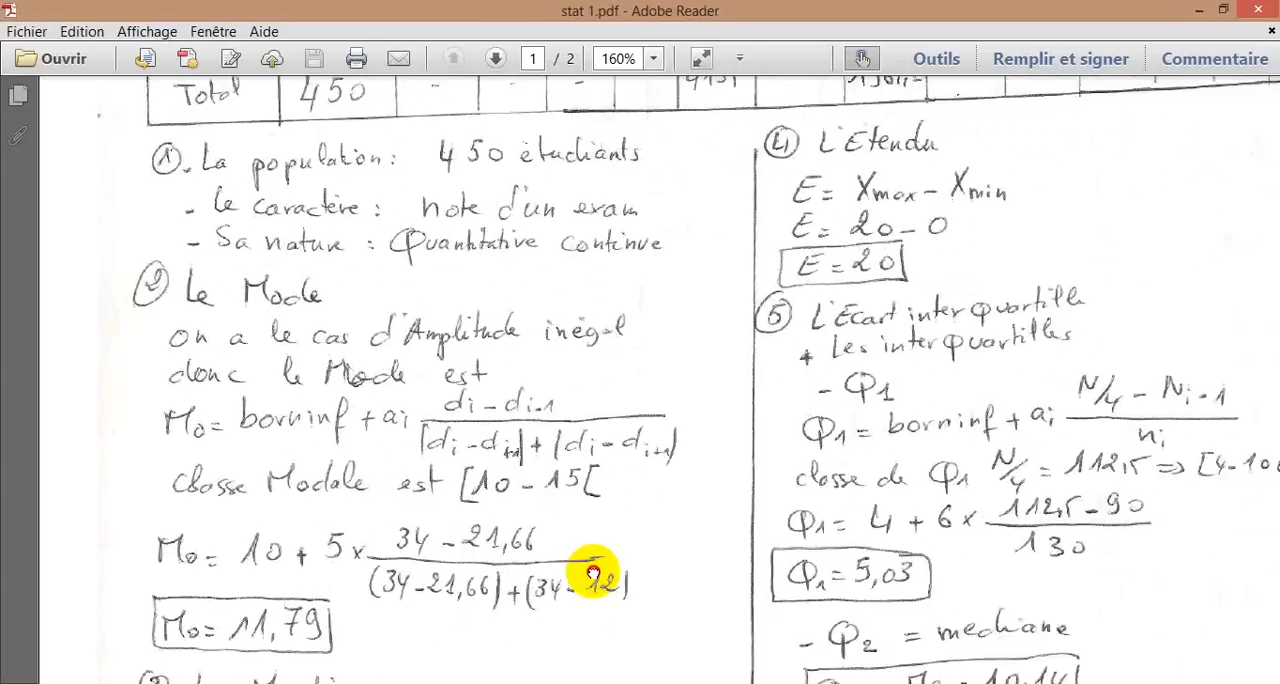 stat 1.pdf - Adobe Reader
Fichier Edition Affichage Fenêtre Aide
Ouvrir 1 / 2 160% Outils Remplir et signer Commentaire
Total 450 - - -
①. La population : 450 étudiants
- le caractère : note d'un exam
- Sa nature : Quantitative continue
② Le Mode
on a le cas d'Amplitude inégal
donc le Mode est
Mo = borninf + ai (di - di-1) / (|di - di-1| + |di - di+1|)
Classe Modale est [10 - 15[
Mo = 10 + 5 × (34 - 21,66) / ((34 - 21,66) + (34 - 12))
Mo = 11,79
④ L'Etendu
E = Xmax - Xmin
E = 20 - 0
E = 20
⑤ L'Ecart interquartille
+ Les interquartilles
- Q1
Q1 = borninf + ai (N/4 - Ni-1) / ni
classe de Q1 N/4 = 112,5 => [4-10
Q1 = 4 + 6 × (112,5 - 90) / 130
Q1 = 5,03
- Q2 = mediane